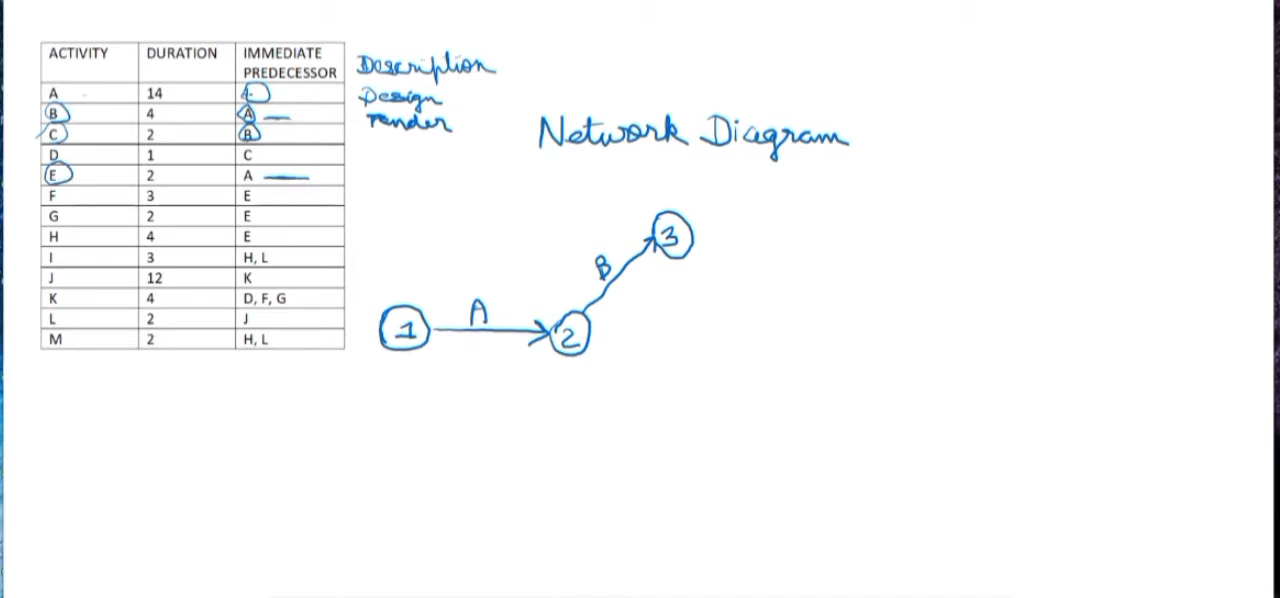 ACTIVITY DURATION IMMEDIATE PREDECESSOR
A 14 -
B 4 A
C 2 B
D 1 C
E 2 A
F 3 E
G 2 E
H 4 E
I 3 H, L
J 12 K
K 4 D, F, G
L 2 J
M 2 H, L
Description
Design
Tender
Network Diagram
3
B
A
1
2